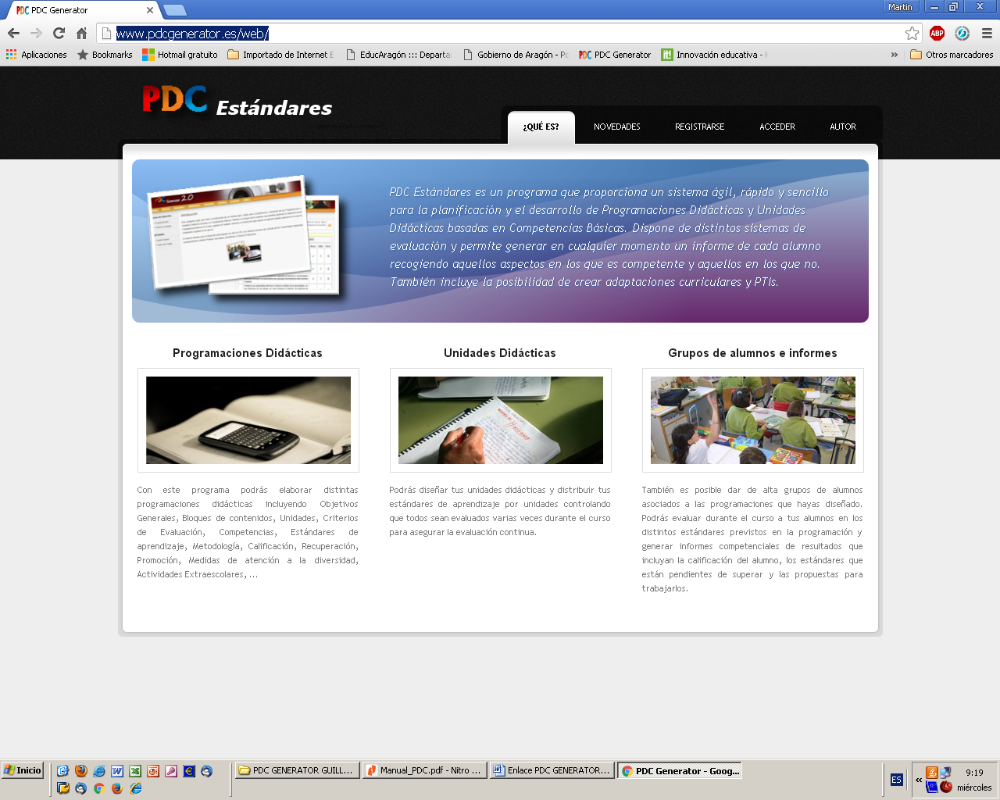 PDC PDC Generator
Martin
www.pdcgenerator.es/web/
ABP
Aplicaciones
Bookmarks
Hotmail gratuito
Importado de Internet E
EducAragón ::: Departa
Gobierno de Aragón - Po
PDC PDC Generator
it! Innovación educativa - H
»
Otros marcadores
PDC Estándares
¿QUÉ ES?
NOVEDADES
REGISTRARSE
ACCEDER
AUTOR
PDC Estándares es un programa que proporciona un sistema ágil, rápido y sencillo
para la planificación y el desarrollo de Programaciones Didácticas y Unidades
Didácticas basadas en Competencias Básicas. Dispone de distintos sistemas de
evaluación y permite generar en cualquier momento un informe de cada alumno
recogiendo aquellos aspectos en los que es competente y aquellos en los que no.
También incluye la posibilidad de crear adaptaciones curriculares y PTIs.
Programaciones Didácticas
Con este programa podrás elaborar distintas
programaciones didácticas incluyendo Objetivos
Generales, Bloques de contenidos, Unidades, Criterios
de Evaluación, Competencias, Estándares de
aprendizaje, Metodología, Calificación, Recuperación,
Promoción, Medidas de atención a la diversidad,
Actividades Extraescolares, ...
Unidades Didácticas
Podrás diseñar tus unidades didácticas y distribuir tus
estándares de aprendizaje por unidades controlando
que todos sean evaluados varias veces durante el curso
para asegurar la evaluación continua.
Grupos de alumnos e informes
También es posible dar de alta grupos de alumnos
asociados a las programaciones que hayas diseñado.
Podrás evaluar durante el curso a tus alumnos en los
distintos estándares previstos en la programación y
generar informes competenciales de resultados que
incluyan la calificación del alumno, los estándares que
están pendientes de superar y las propuestas para
trabajarlos.
Inicio
PDC GENERATOR GUILL...
Manual_PDC.pdf - Nitro ...
Enlace PDC GENERATOR...
PDC Generator - Goog...
ES
«
9:19
miércoles